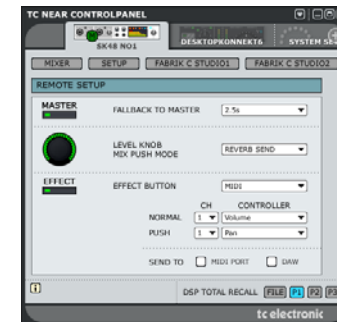 TC NEAR CONTROLPANEL
SK48 NO1
DESKTOPKONNEKT6
SYSTEM SE
MIXER
SETUP
FABRIK C STUDIO1
FABRIK C STUDIO2
REMOTE SETUP
MASTER
FALLBACK TO MASTER
2.5s
LEVEL KNOB
MIX PUSH MODE
REVERB SEND
EFFECT
EFFECT BUTTON
MIDI
CH
CONTROLLER
NORMAL
1
Volume
PUSH
1
Pan
SEND TO
MIDI PORT
DAW
DSP TOTAL RECALL
FILE
P1
P2
P3
tc electronic